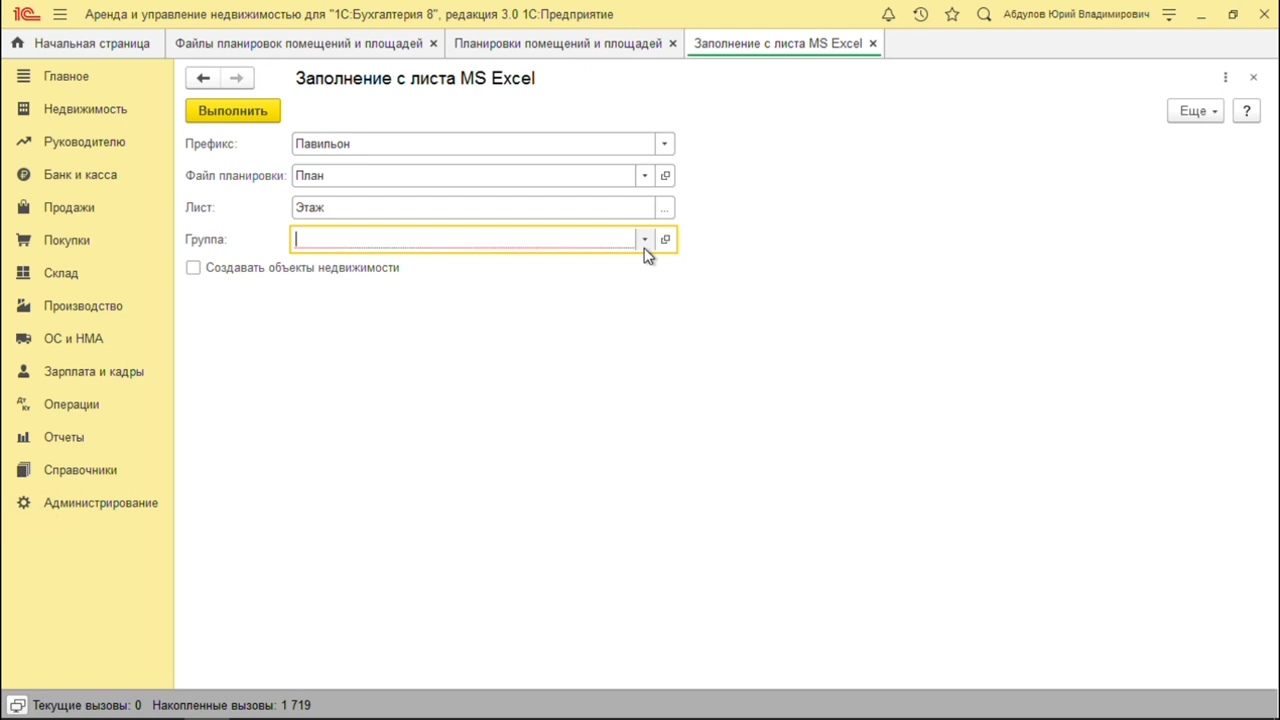 Аренда и управление недвижимостью для "1С:Бухгалтерия 8", редакция 3.0 1С:Предприятие
Абдулов Юрий Владимирович
Начальная страница
Файлы планировок помещений и площадей
Планировки помещений и площадей
Заполнение с листа MS Excel
Главное
Недвижимость
Руководителю
Банк и касса
Продажи
Покупки
Склад
Производство
ОС и НМА
Зарплата и кадры
Операции
Отчеты
Справочники
Администрирование
Заполнение с листа MS Excel
Выполнить
Еще
?
Префикс: Павильон
Файл планировки: План
Лист: Этаж
Группа:
Создавать объекты недвижимости
Текущие вызовы: 0 Накопленные вызовы: 1 719